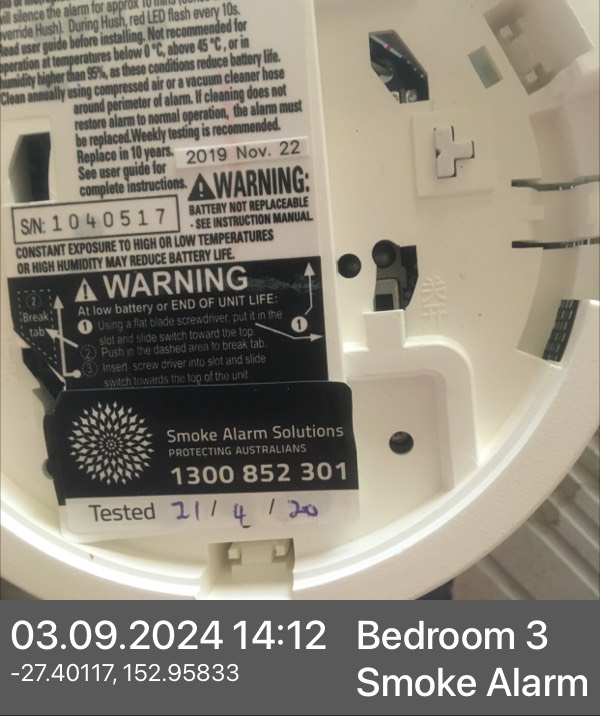 will silence the alarm for approx 10 mins
override Hush). During Hush, red LED flash every 10s.
Read user guide before installing. Not recommended for
operation at temperatures below 0°C, above 45°C, or in
humidity higher than 95%, as these conditions reduce battery life.
Clean annually using compressed air or a vacuum cleaner hose
around perimeter of alarm. If cleaning does not
restore alarm to normal operation, the alarm must
be replaced.Weekly testing is recommended.
Replace in 10 years.
2019 Nov. 22
See user guide for
complete instructions.
WARNING:
BATTERY NOT REPLACEABLE
- SEE INSTRUCTION MANUAL
S/N: 1040517
CONSTANT EXPOSURE TO HIGH OR LOW TEMPERATURES
OR HIGH HUMIDITY MAY REDUCE BATTERY LIFE.
WARNING
At low battery or END OF UNIT LIFE:
1 Using a flat blade screwdriver, put it in the
slot and slide switch toward the top.
2 Push in the dashed area to break tab.
3 Insert screw driver into slot and slide
switch towards the top of the unit
2
Break
tab
1
Smoke Alarm Solutions
PROTECTING AUSTRALIANS
1300 852 301
Tested 21/4/20
03.09.2024 14:12
-27.40117, 152.95833
Bedroom 3
Smoke Alarm